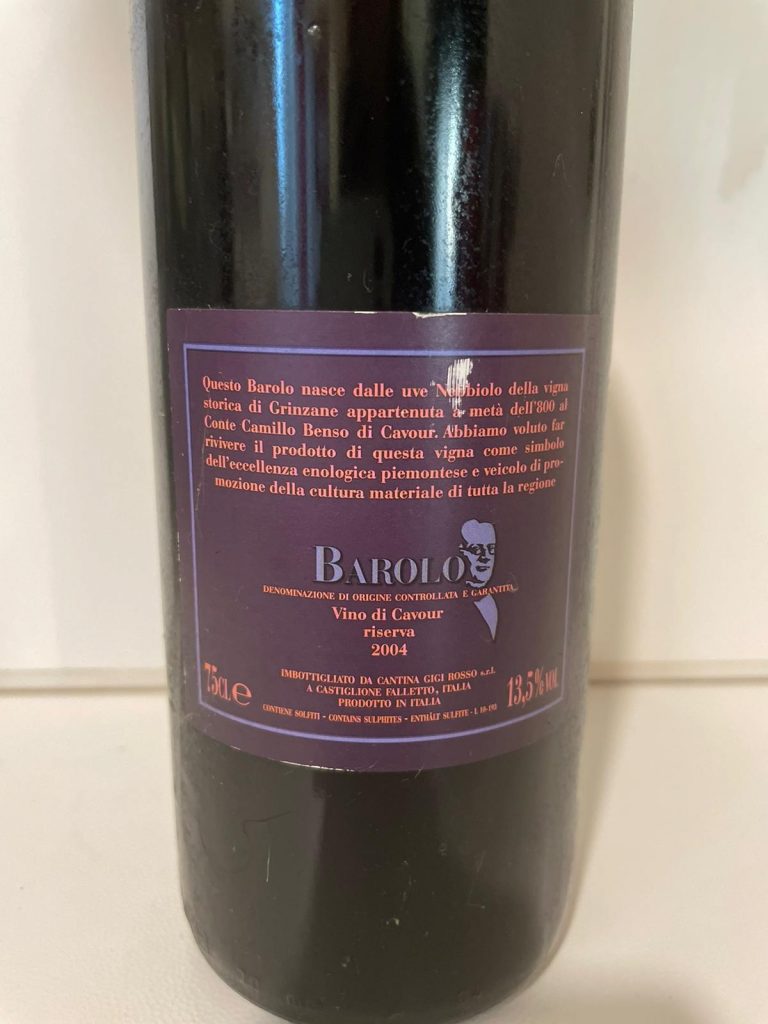 Questo Barolo nasce dalle uve Nebbiolo della vigna
storica di Grinzane appartenuta a metà dell'800 al
Conte Camillo Benso di Cavour. Abbiamo voluto far
rivivere il prodotto di questa vigna come simbolo
dell'eccellenza enologica piemontese e veicolo di pro-
mozione della cultura materiale di tutta la regione
BAROLO
DENOMINAZIONE DI ORIGINE CONTROLLATA E GARANTITA
Vino di Cavour
riserva
2004
IMBOTTIGLIATO DA CANTINA GIGI ROSSO s.r.l.
A CASTIGLIONE FALLETTO, ITALIA
PRODOTTO IN ITALIA
75CL e
13,5% VOL
CONTIENE SOLFITI - CONTAINS SULPHITES - ENTHÄLT SULFITE - L 10-193